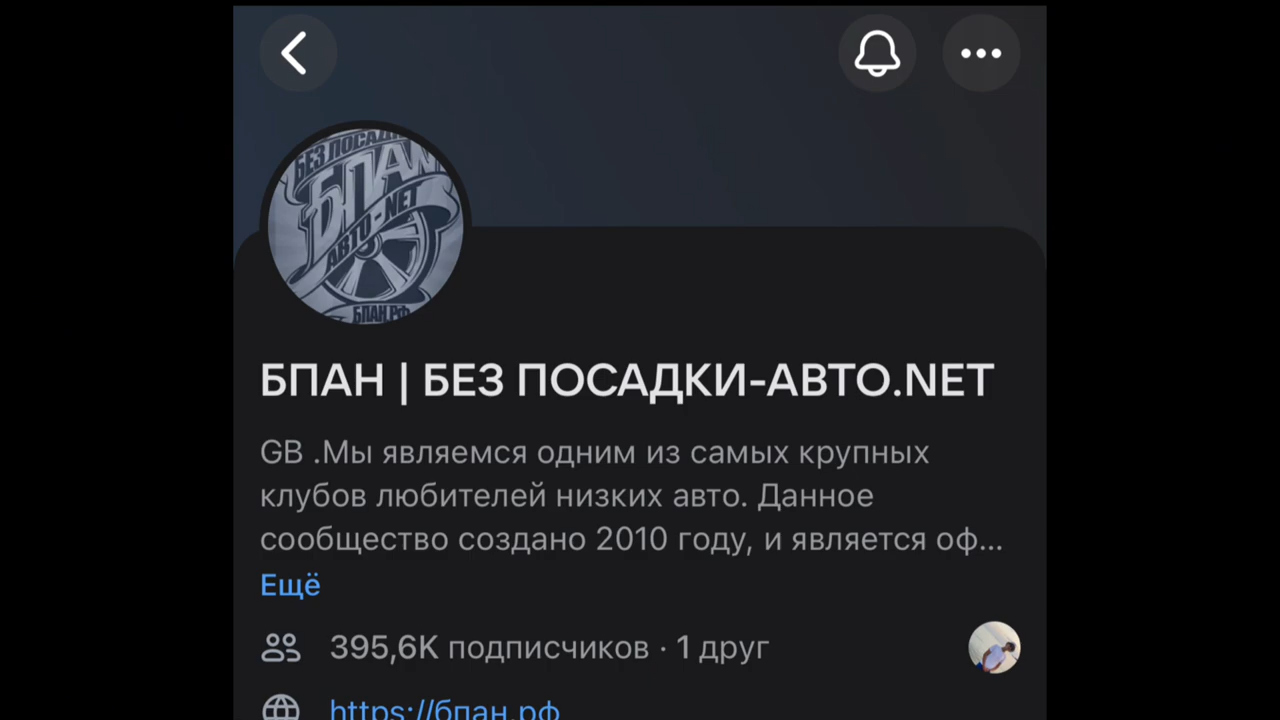 БЕЗ ПОСАДК
БПАН
АВТО-NET
БПАН.РФ
БПАН | БЕЗ ПОСАДКИ-АВТО.NET
GB .Мы являемся одним из самых крупных
клубов любителей низких авто. Данное
сообщество создано 2010 году, и является оф...
Ещё
395,6K подписчиков · 1 друг
https://бпан.рф